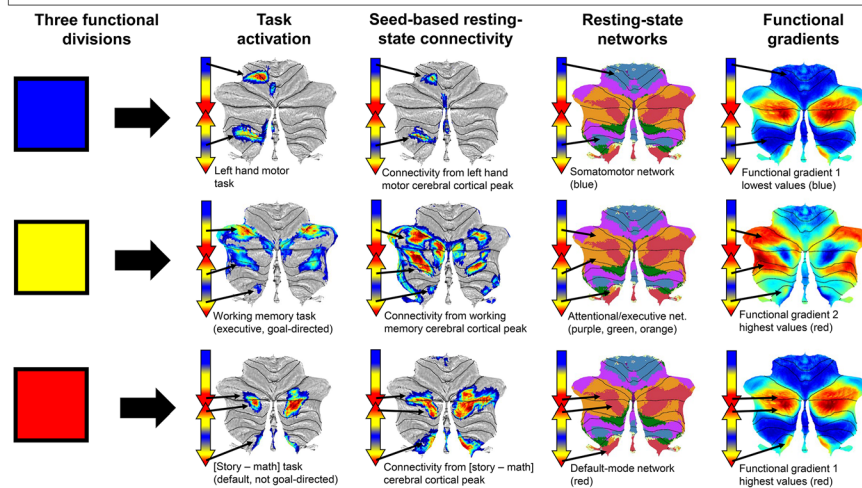 Three functional
divisions
Task
activation
Seed-based resting-
state connectivity
Resting-state
networks
Functional
gradients
Left hand motor
task
Connectivity from left hand
motor cerebral cortical peak
Somatomotor network
(blue)
Functional gradient 1
lowest values (blue)
Working memory task
(executive, goal-directed)
Connectivity from working
memory cerebral cortical peak
Attentional/executive net.
(purple, green, orange)
Functional gradient 2
highest values (red)
[Story – math] task
(default, not goal-directed)
Connectivity from [story – math]
cerebral cortical peak
Default-mode network
(red)
Functional gradient 1
highest values (red)